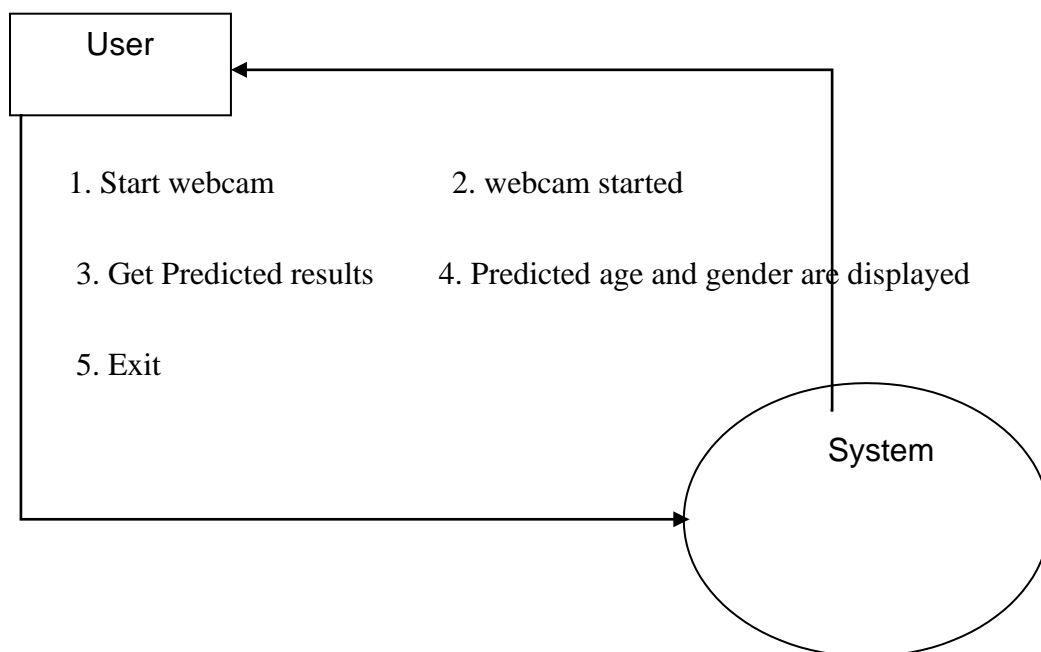 User
1. Start webcam
2. webcam started
3. Get Predicted results
4. Predicted age and gender are displayed
5. Exit
System